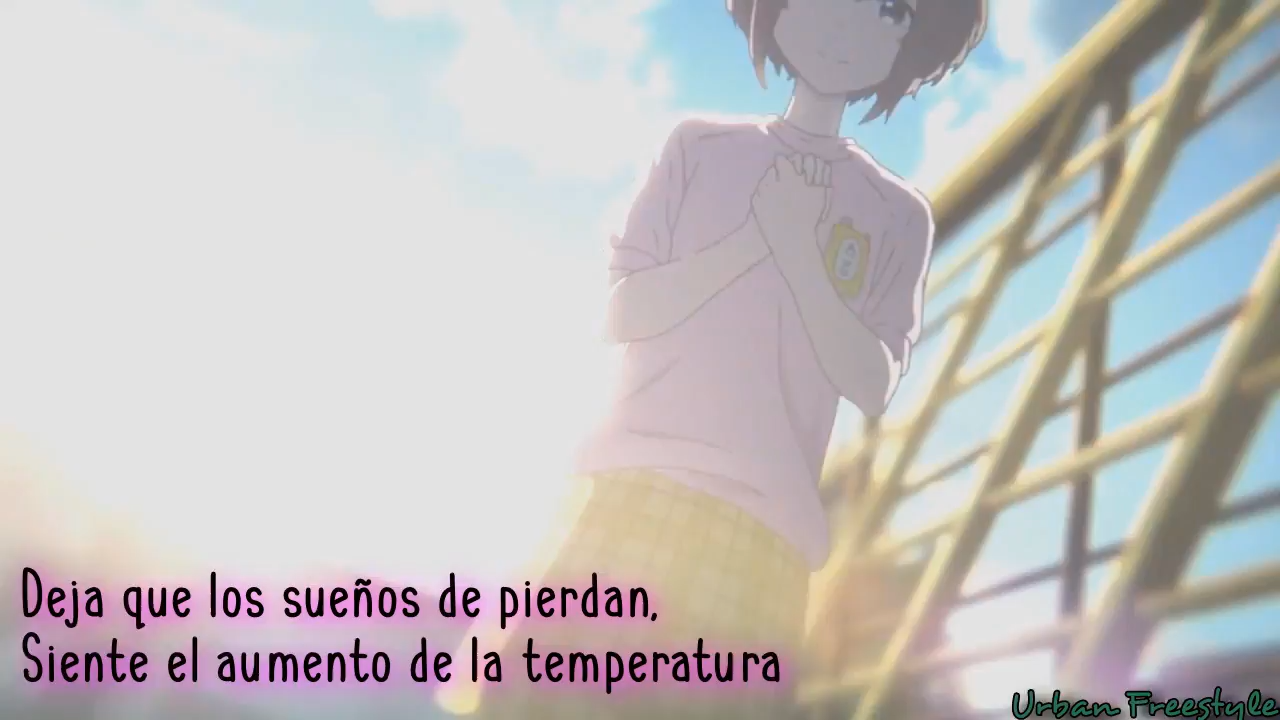 Deja que los sueños de pierdan,
Siente el aumento de la temperatura
Urban Freestyle